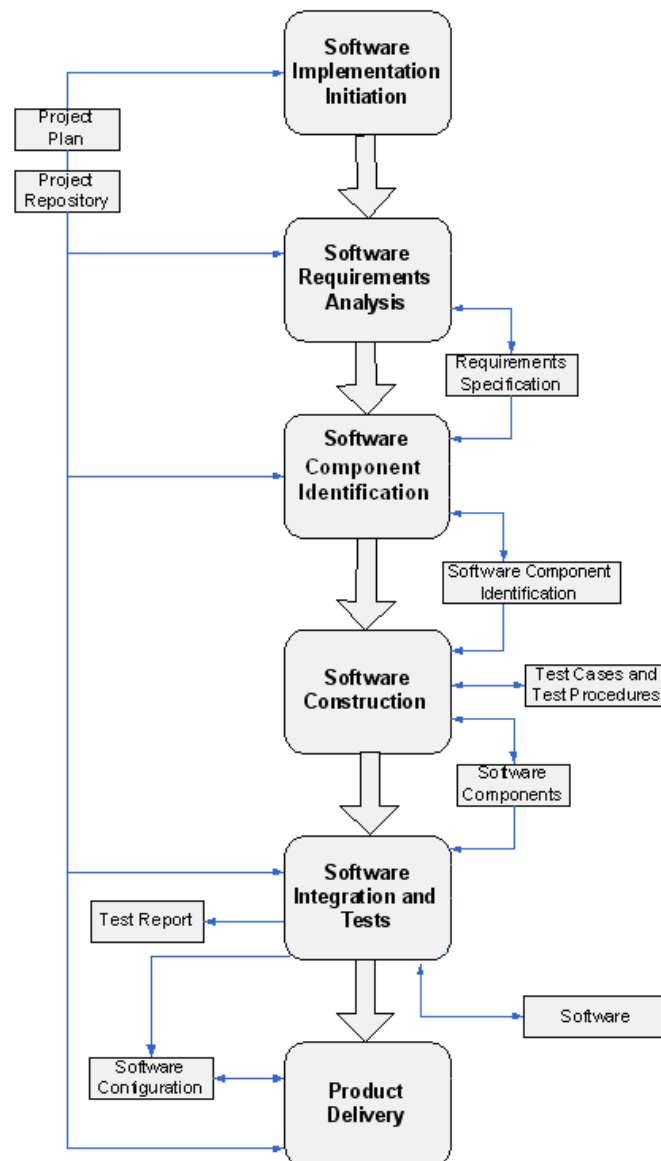 Software
Implementation
Initiation
Project
Plan
Project
Repository
Software
Requirements
Analysis
Requirements
Specification
Software
Component
Identification
Software Component
Identification
Software
Construction
Test Cases and
Test Procedures
Software
Components
Software
Integration and
Tests
Test Report
Software
Software
Configuration
Product
Delivery